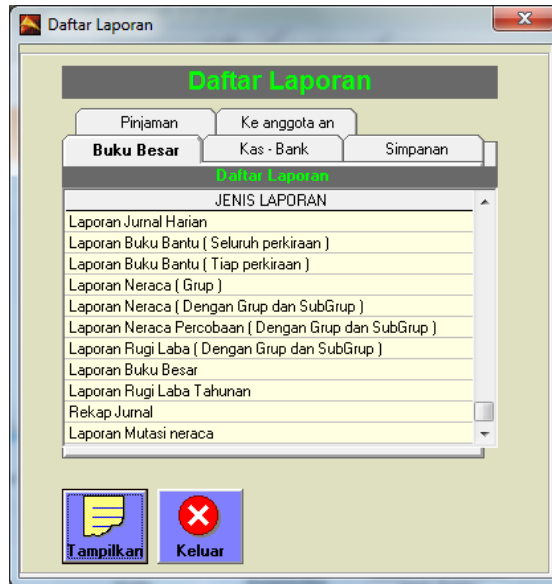 Daftar Laporan
Daftar Laporan
Pinjaman
Ke anggota an
Buku Besar
Kas - Bank
Simpanan
Daftar Laporan
JENIS LAPORAN
Laporan Jurnal Harian
Laporan Buku Bantu ( Seluruh perkiraan )
Laporan Buku Bantu ( Tiap perkiraan )
Laporan Neraca ( Grup )
Laporan Neraca ( Dengan Grup dan SubGrup )
Laporan Neraca Percobaan ( Dengan Grup dan SubGrup )
Laporan Rugi Laba ( Dengan Grup dan SubGrup )
Laporan Buku Besar
Laporan Rugi Laba Tahunan
Rekap Jurnal
Laporan Mutasi neraca
Tampilkan
Keluar